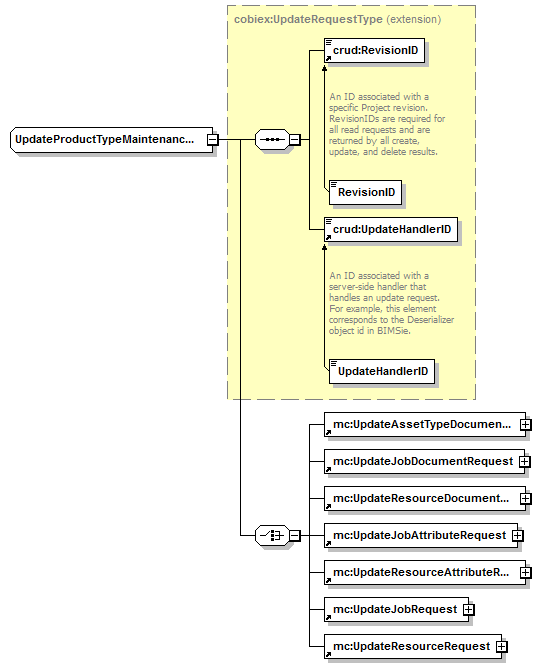 cobiex:UpdateRequestType (extension)
crud:RevisionID
An ID associated with a
specific Project revision.
RevisionIDs are required for
all read requests and are
returned by all create,
update, and delete results.
UpdateProductTypeMaintenanc...
RevisionID
crud:UpdateHandlerID
An ID associated with a
server-side handler that
handles an update request.
For example, this element
corresponds to the Deserializer
object id in BIMSie.
UpdateHandlerID
mc:UpdateAssetTypeDocumen...
mc:UpdateJobDocumentRequest
mc:UpdateResourceDocument...
mc:UpdateJobAttributeRequest
mc:UpdateResourceAttributeR...
mc:UpdateJobRequest
mc:UpdateResourceRequest